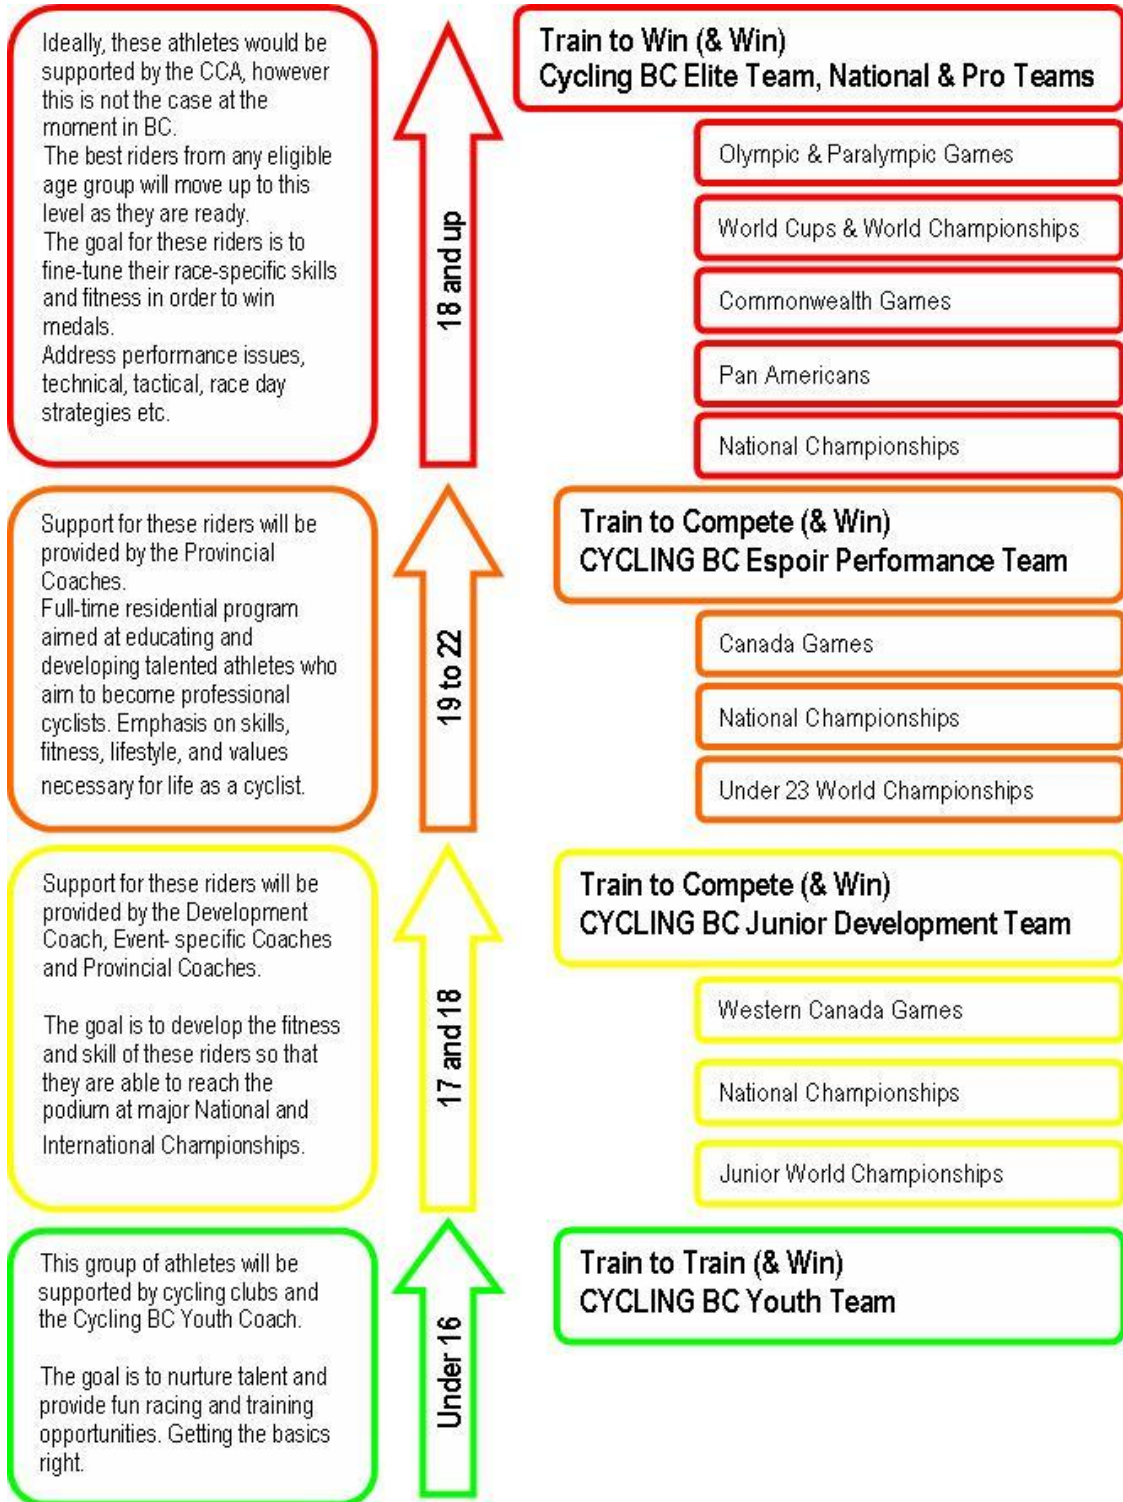 Ideally, these athletes would be
supported by the CCA, however
this is not the case at the
moment in BC.
The best riders from any eligible
age group will move up to this
level as they are ready.
The goal for these riders is to
fine-tune their race-specific skills
and fitness in order to win
medals.
Address performance issues,
technical, tactical, race day
strategies etc.
18 and up
Train to Win (& Win)
Cycling BC Elite Team, National & Pro Teams
Olympic & Paralympic Games
World Cups & World Championships
Commonwealth Games
Pan Americans
National Championships
Support for these riders will be
provided by the Provincial
Coaches.
Full-time residential program
aimed at educating and
developing talented athletes who
aim to become professional
cyclists. Emphasis on skills,
fitness, lifestyle, and values
necessary for life as a cyclist.
19 to 22
Train to Compete (& Win)
CYCLING BC Espoir Performance Team
Canada Games
National Championships
Under 23 World Championships
Support for these riders will be
provided by the Development
Coach, Event- specific Coaches
and Provincial Coaches.
The goal is to develop the fitness
and skill of these riders so that
they are able to reach the
podium at major National and
International Championships.
17 and 18
Train to Compete (& Win)
CYCLING BC Junior Development Team
Western Canada Games
National Championships
Junior World Championships
This group of athletes will be
supported by cycling clubs and
the Cycling BC Youth Coach.
The goal is to nurture talent and
provide fun racing and training
opportunities. Getting the basics
right.
Under 16
Train to Train (& Win)
CYCLING BC Youth Team